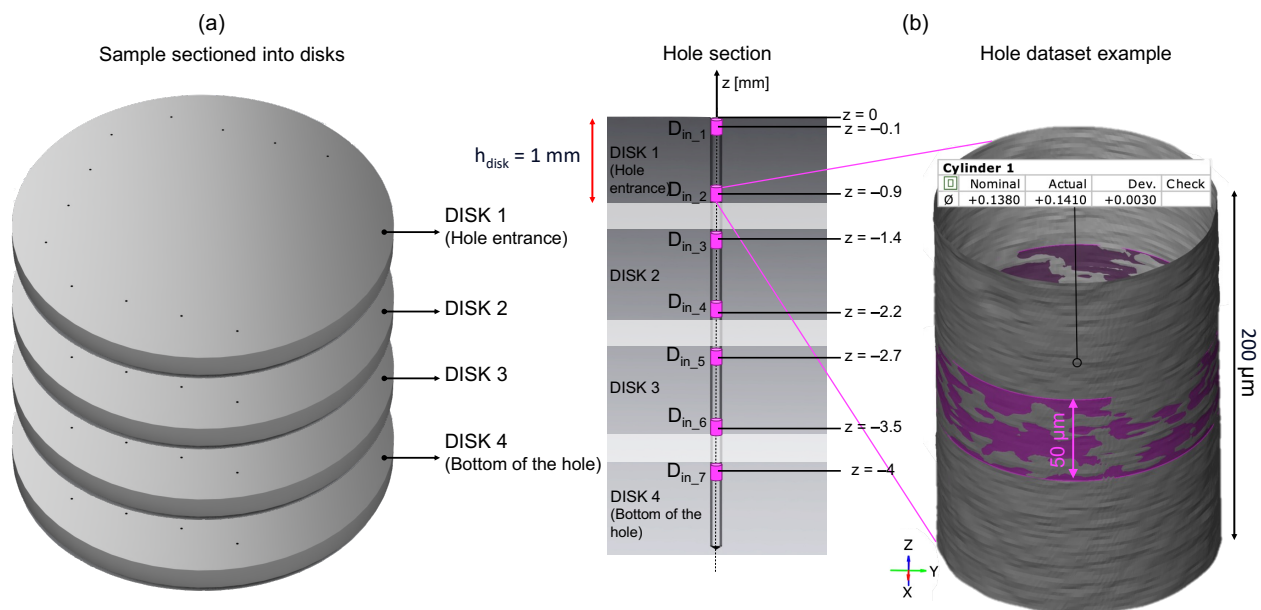 (a)
Sample sectioned into disks
DISK 1
(Hole entrance)
DISK 2
DISK 3
DISK 4
(Bottom of the hole)
(b)
Hole section
z [mm]
h_disk = 1 mm
D_in_1
D_in_2
D_in_3
D_in_4
D_in_5
D_in_6
D_in_7
DISK 1
(Hole
entrance)
DISK 2
DISK 3
DISK 4
(Bottom of the
hole)
z = 0
z = –0.1
z = –0.9
z = –1.4
z = –2.2
z = –2.7
z = –3.5
z = –4
Hole dataset example
Cylinder 1
Nominal Actual Dev. Check
Ø +0.1380 +0.1410 +0.0030
50 µm
200 µm
Z
Y
X